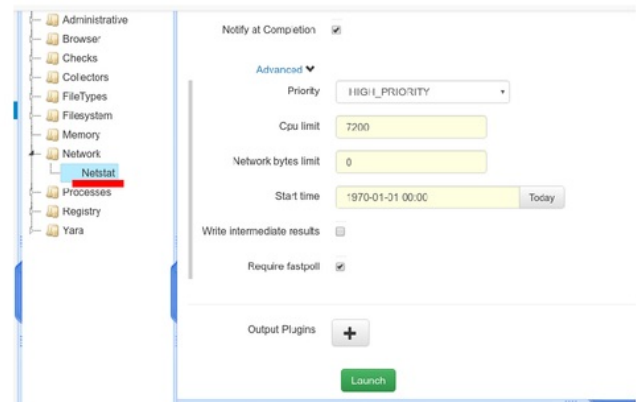 Administrative
Browser
Checks
Collectors
FileTypes
Filesystem
Memory
Network
Netstat
Processes
Registry
Yara
Notify at Completion
Advanced
Priority HIGH_PRIORITY
Cpu limit 7200
Network bytes limit 0
Start time 1970-01-01 00:00 Today
Write intermediate results
Require fastpoll
Output Plugins +
Launch